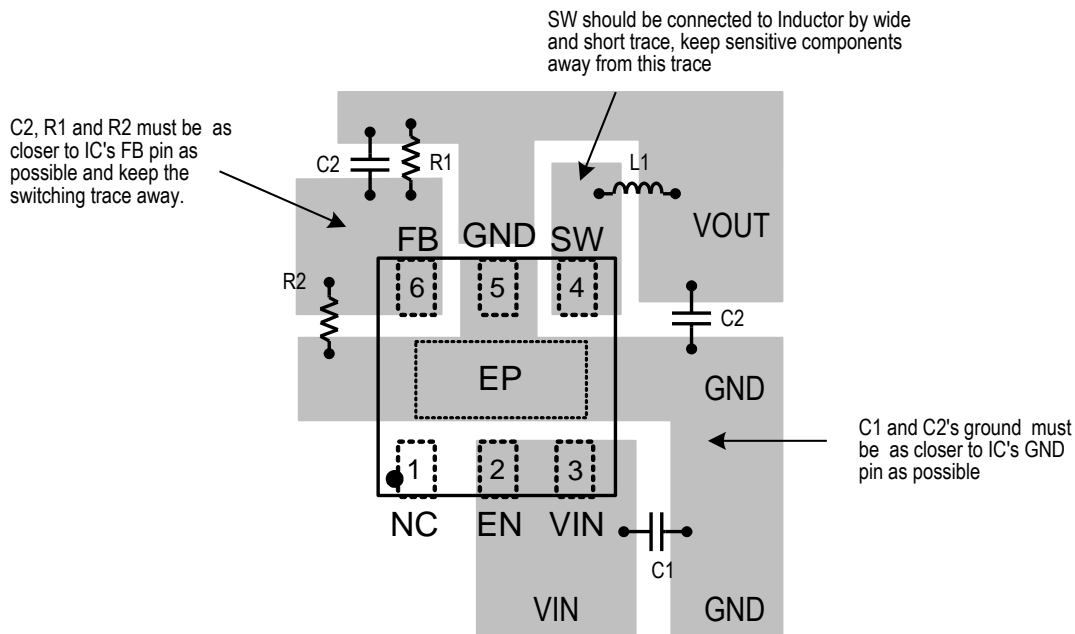 SW should be connected to Inductor by wide
and short trace, keep sensitive components
away from this trace
C2, R1 and R2 must be as
closer to IC's FB pin as
possible and keep the
switching trace away.
C2
R1
L1
VOUT
FB
GND
SW
6
5
4
R2
C2
EP
GND
C1 and C2's ground must
be as closer to IC's GND
pin as possible
1
2
3
NC
EN
VIN
C1
VIN
GND